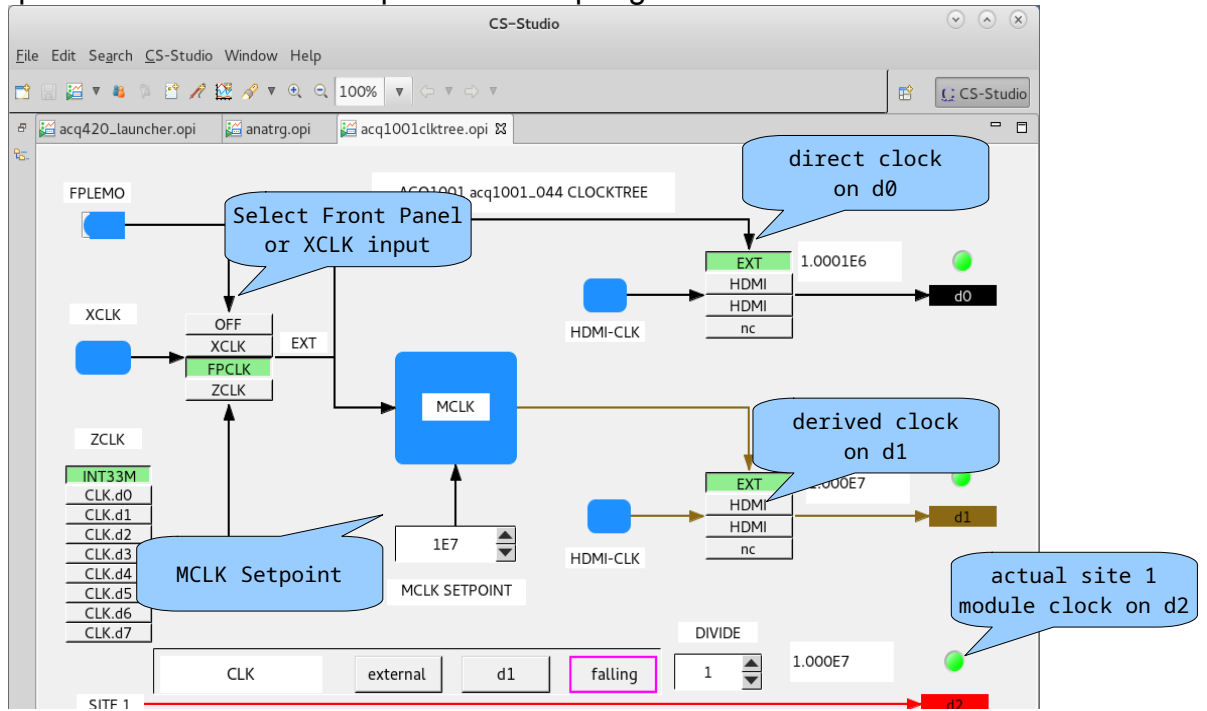 CS-Studio
File Edit Search CS-Studio Window Help
100%
CS-Studio
acq420_launcher.opi
anatrg.opi
acq1001clktree.opi
direct clock
on d0
FPLEMO
ACQ1001 acq1001_044 CLOCKTREE
Select Front Panel
or XCLK input
EXT
1.0001E6
HDMI
HDMI
nc
d0
HDMI-CLK
XCLK
OFF
XCLK
FPCLK
ZCLK
EXT
MCLK
derived clock
on d1
ZCLK
INT33M
CLK.d0
CLK.d1
CLK.d2
CLK.d3
CLK.d4
CLK.d5
CLK.d6
CLK.d7
EXT
.000E7
HDMI
HDMI
nc
d1
HDMI-CLK
1E7
MCLK SETPOINT
MCLK Setpoint
actual site 1
module clock on d2
DIVIDE
CLK
external
d1
falling
1
1.000E7
SITE 1
d2